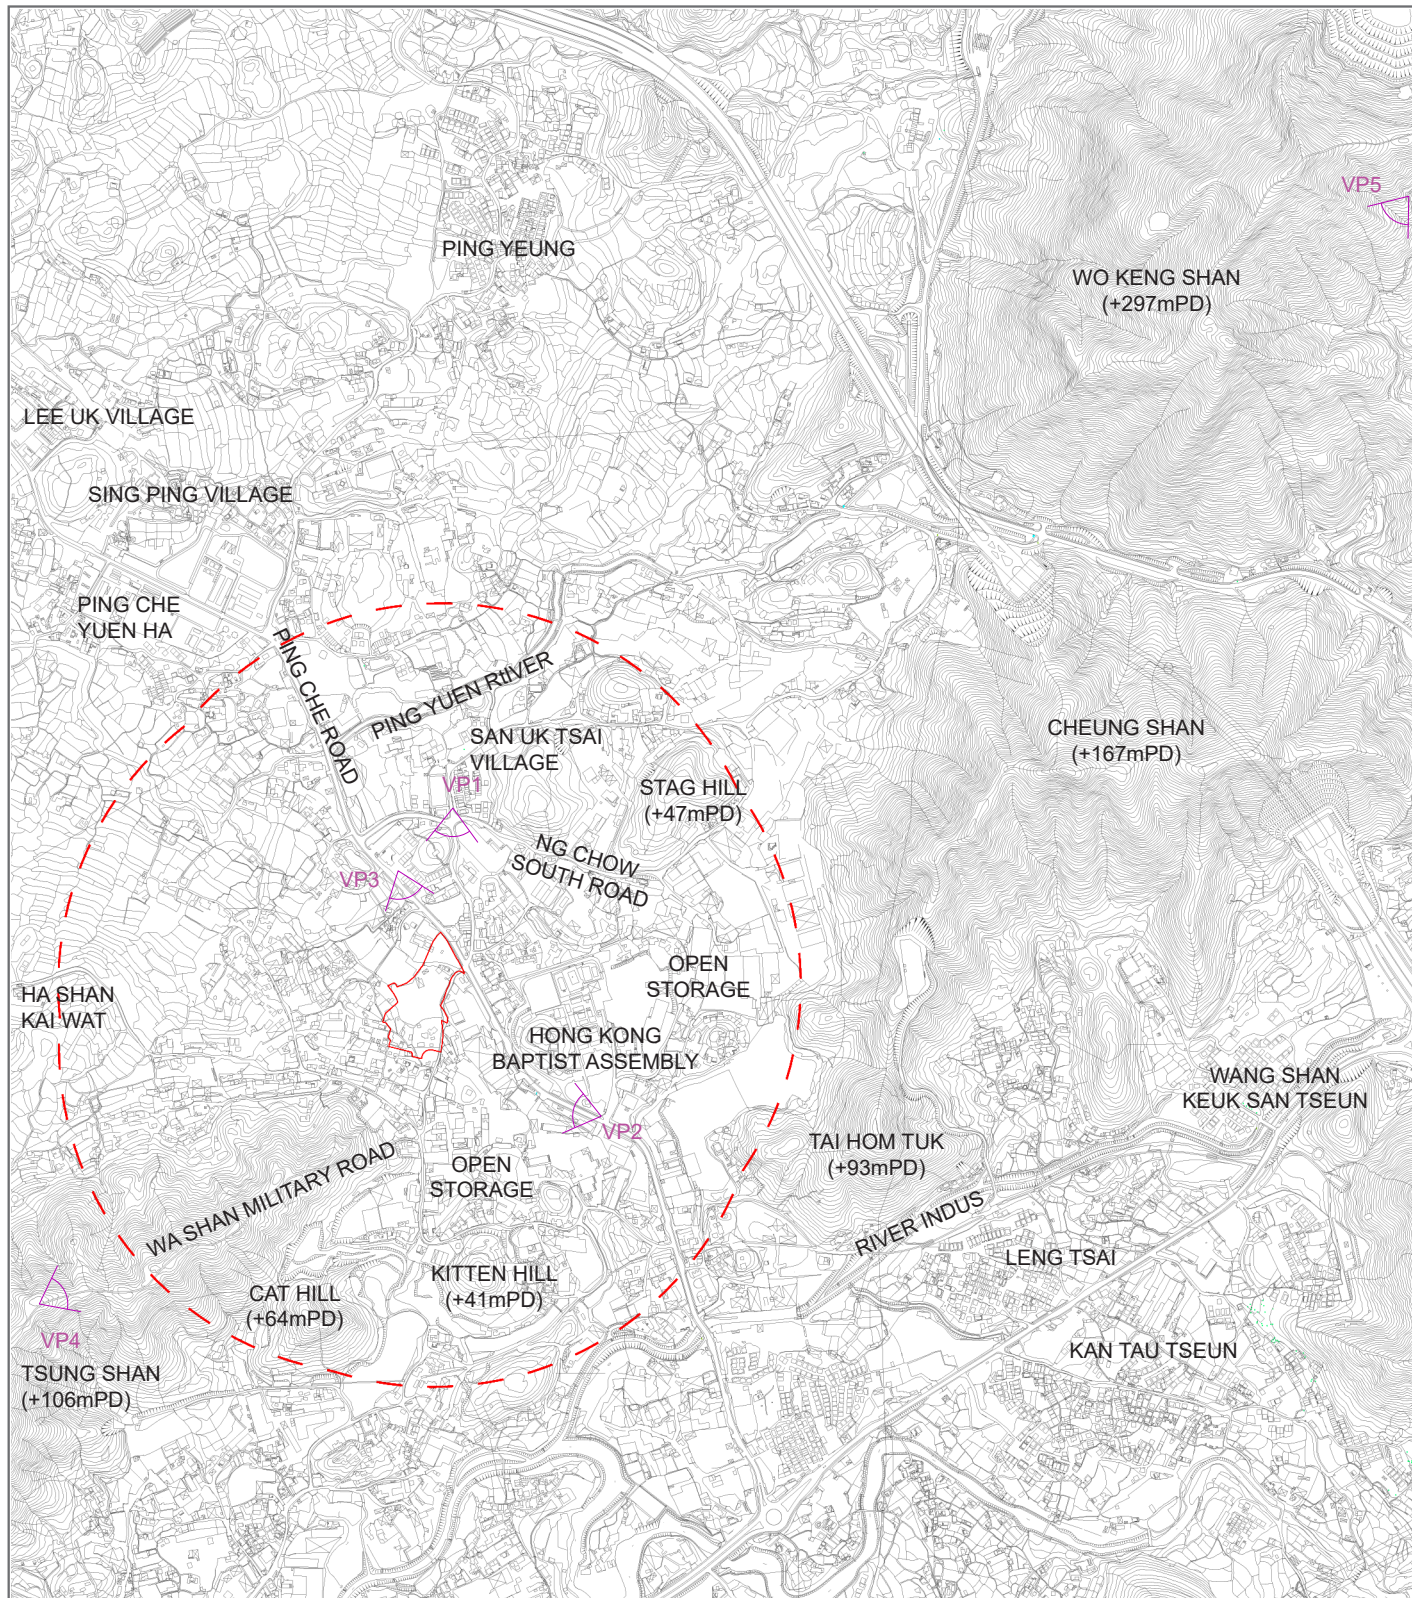 VP5
PING YEUNG
WO KENG SHAN
(+297mPD)
LEE UK VILLAGE
SING PING VILLAGE
PING CHE
YUEN HA
PING CHE ROAD
PING YUEN RtIVER
SAN UK TSAI
VILLAGE
CHEUNG SHAN
(+167mPD)
VP1
STAG HILL
(+47mPD)
NG CHOW
SOUTH ROAD
VP3
OPEN
STORAGE
HA SHAN
KAI WAT
HONG KONG
BAPTIST ASSEMBLY
WANG SHAN
KEUK SAN TSEUN
VP2
TAI HOM TUK
(+93mPD)
OPEN
STORAGE
WA SHAN MILITARY ROAD
RIVER INDUS
LENG TSAI
KITTEN HILL
(+41mPD)
CAT HILL
(+64mPD)
VP4
KAN TAU TSEUN
TSUNG SHAN
(+106mPD)